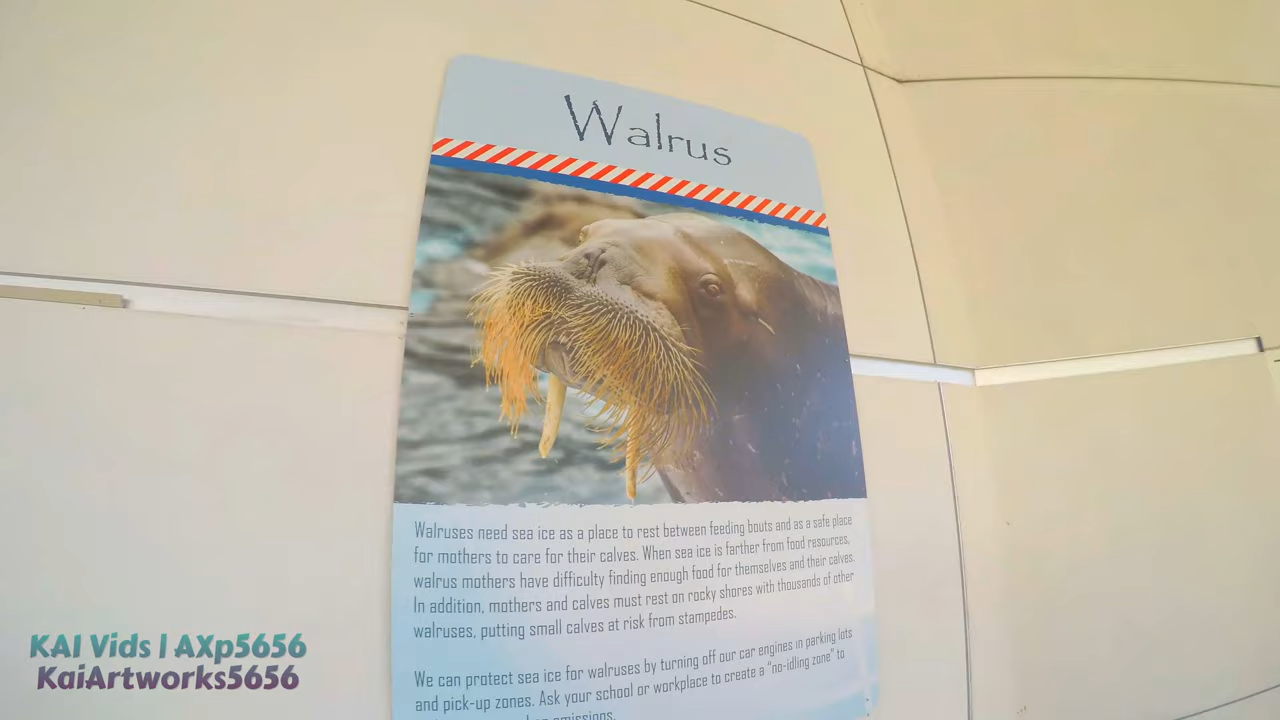 Walrus
Walruses need sea ice as a place to rest between feeding bouts and as a safe place
for mothers to care for their calves. When sea ice is farther from food resources,
walrus mothers have difficulty finding enough food for themselves and their calves.
In addition, mothers and calves must rest on rocky shores with thousands of other
walruses, putting small calves at risk from stampedes.
We can protect sea ice for walruses by turning off our car engines in parking lots
and pick-up zones. Ask your school or workplace to create a "no-idling zone" to
emissions.
KAI Vids | AXp5656
KaiArtworks5656